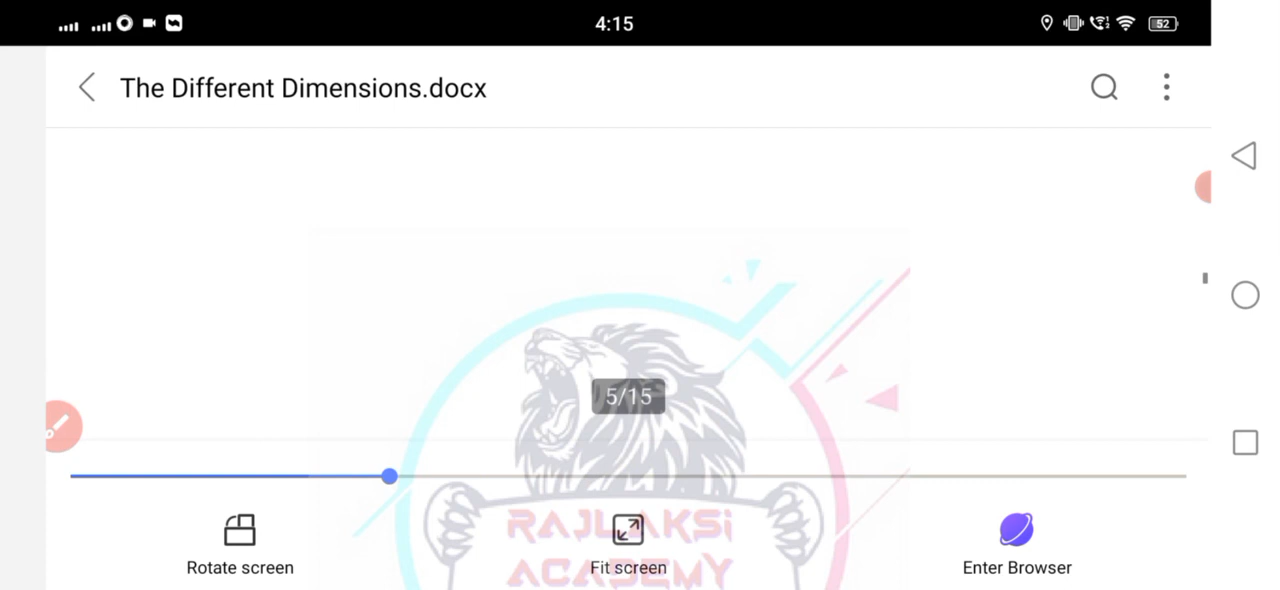 4:15
52
The Different Dimensions.docx
5/15
RAJLAKSi
ACADEMY
Rotate screen
Fit screen
Enter Browser